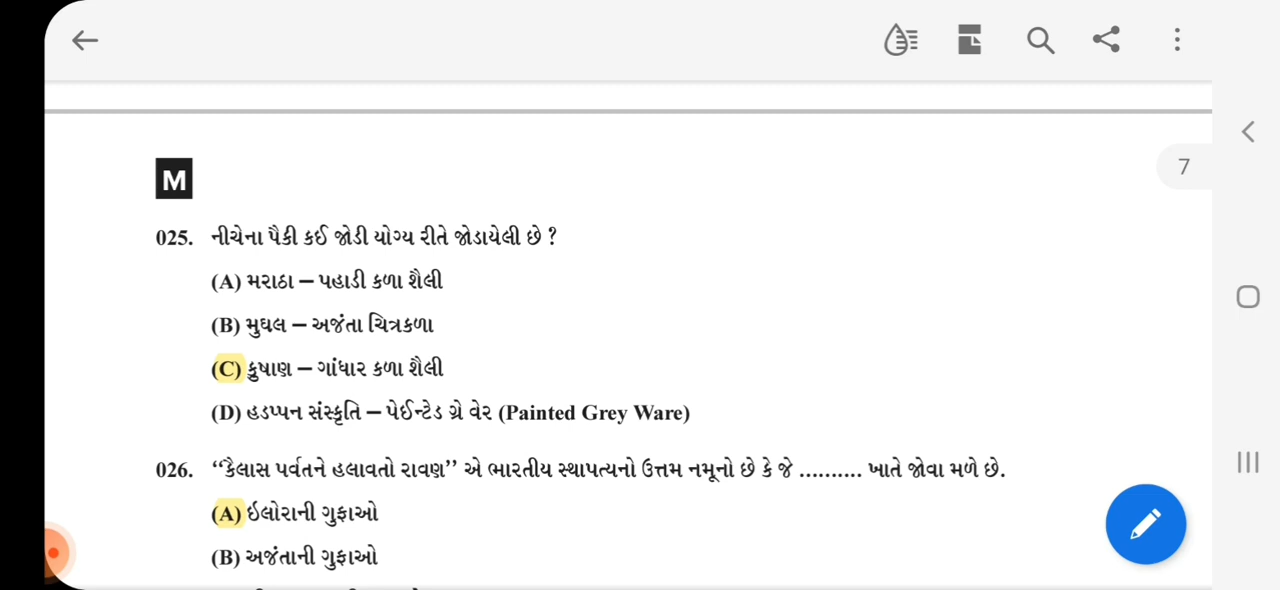 7
M
025. નીચેના પૈકી કઈ જોડી યોગ્ય રીતે જોડાયેલી છે ?
(A) મરાઠા – પહાડી કળા શૈલી
(B) મુઘલ – અજંતા ચિત્રકળા
(C) કુષાણ – ગાંધાર કળા શૈલી
(D) હડપ્પન સંસ્કૃતિ – પેઈન્ટેડ ગ્રે વેર (Painted Grey Ware)
026. “કૈલાસ પર્વતને હલાવતો રાવણ” એ ભારતીય સ્થાપત્યનો ઉત્તમ નમૂનો છે કે જે .......... ખાતે જોવા મળે છે.
(A) ઇલોરાની ગુફાઓ
(B) અજંતાની ગુફાઓ